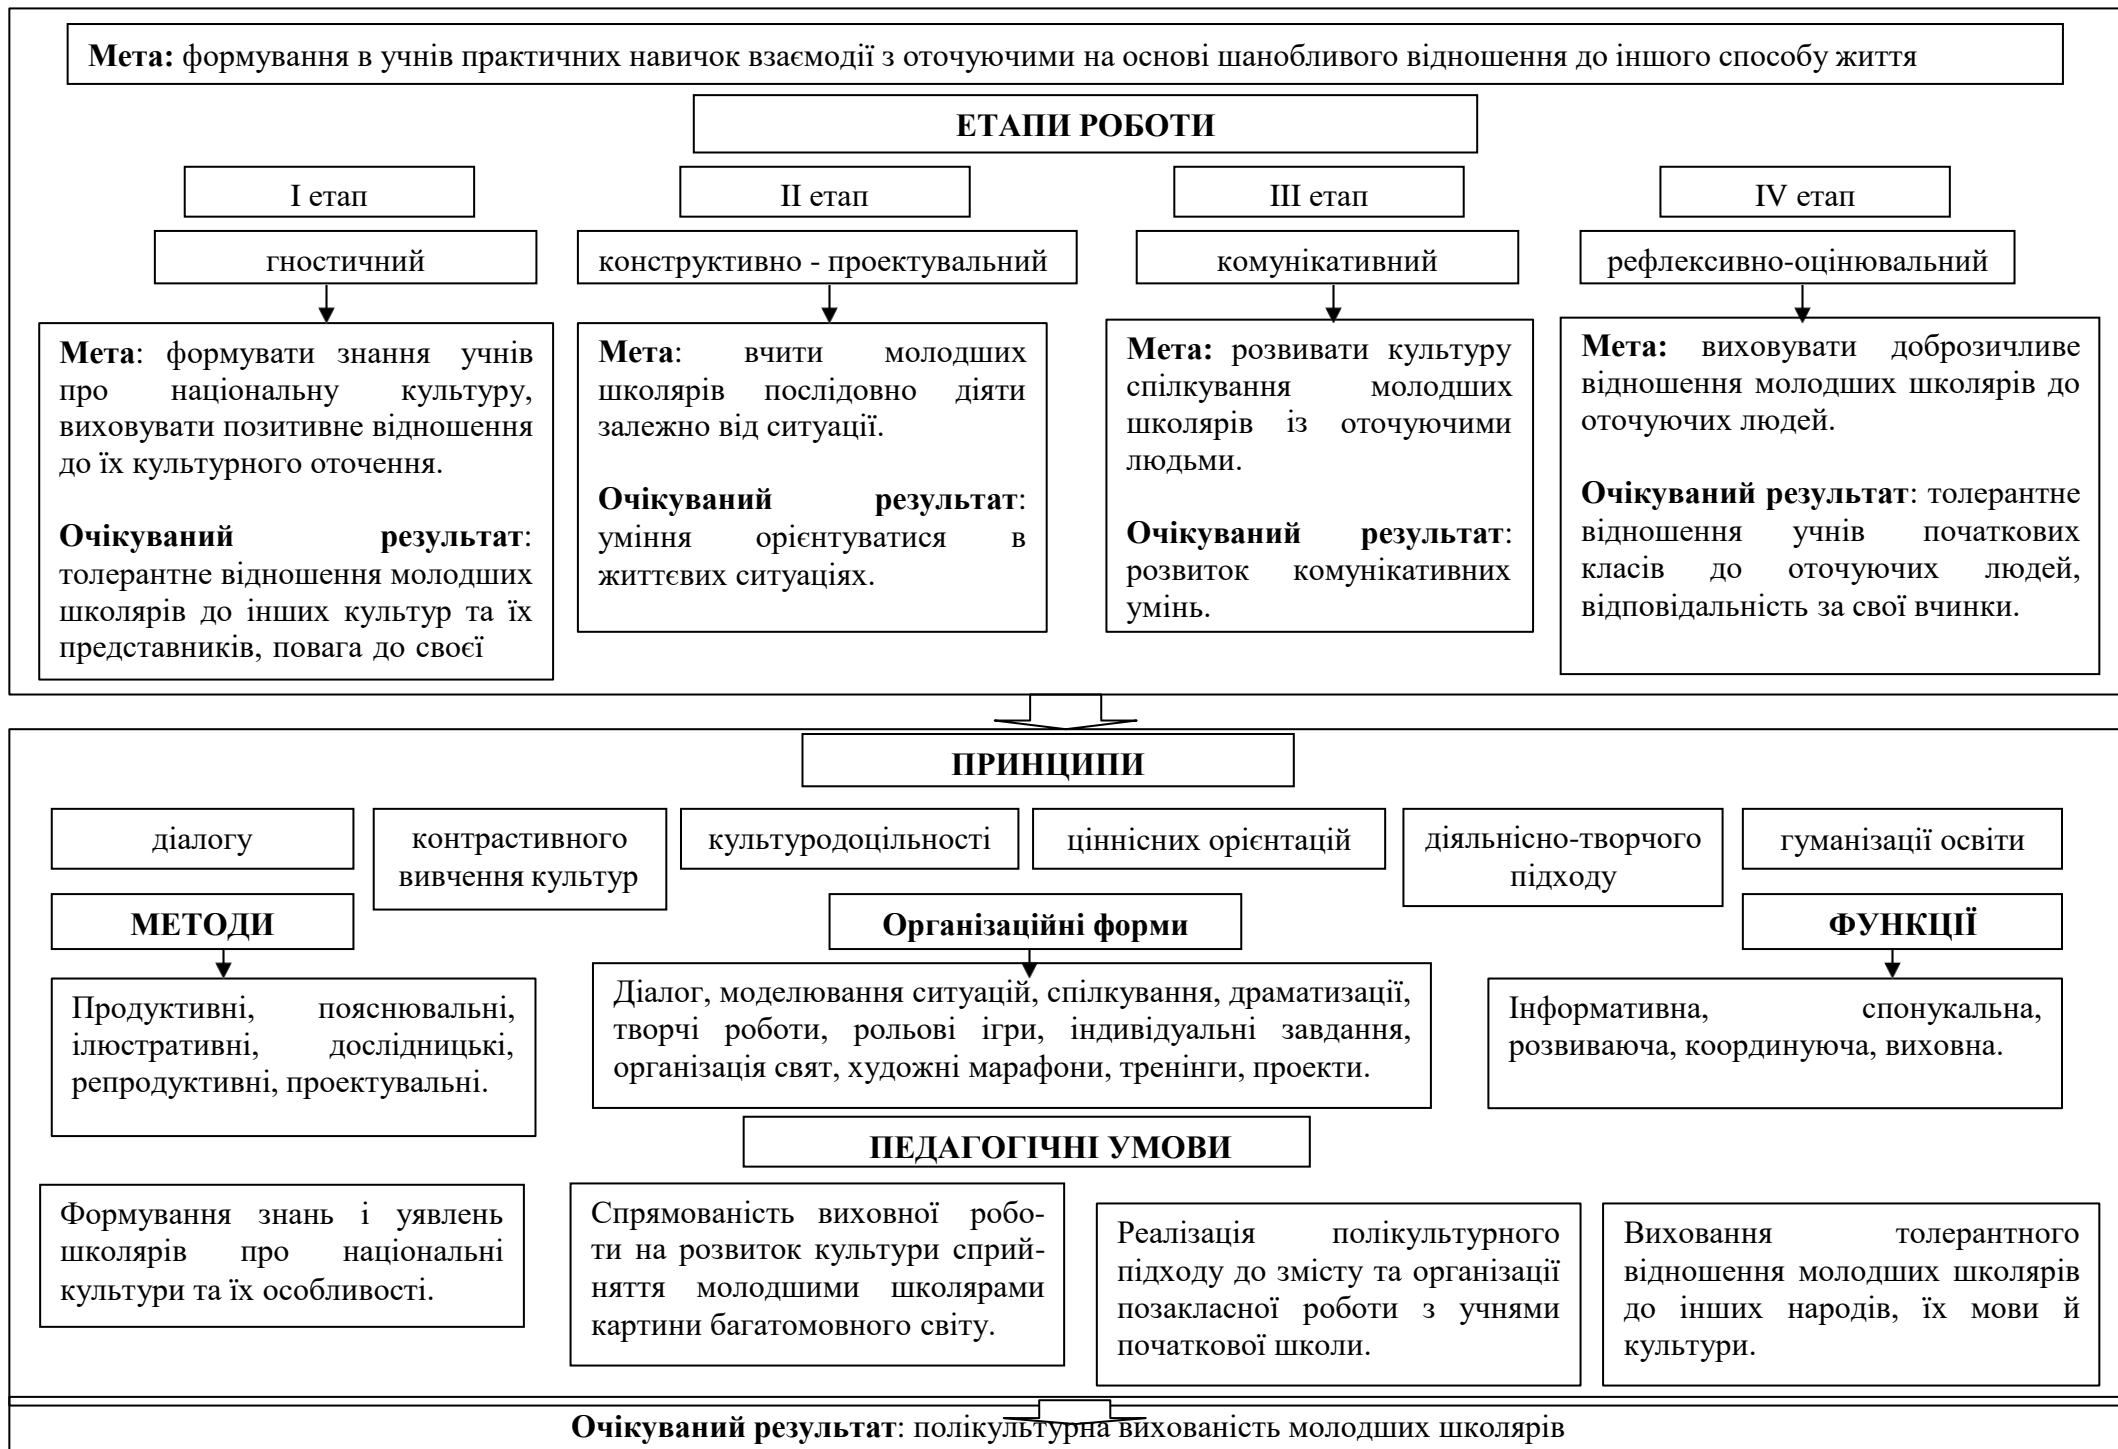 Мета: формування в учнів практичних навичок взаємодії з оточуючими на основі шанобливого відношення до іншого способу життя
ЕТАПИ РОБОТИ
І етап
ІІ етап
ІІІ етап
IV етап
гностичний
конструктивно - проектувальний
комунікативний
рефлексивно-оцінювальний
Мета: формувати знання учнів
про національну культуру,
виховувати позитивне відношення
до їх культурного оточення.
Очікуваний результат:
толерантне відношення молодших
школярів до інших культур та їх
представників, повага до своєї
Мета: вчити молодших
школярів послідовно діяти
залежно від ситуації.
Очікуваний результат:
уміння орієнтуватися в
життєвих ситуаціях.
Мета: розвивати культуру
спілкування молодших
школярів із оточуючими
людьми.
Очікуваний результат:
розвиток комунікативних
умінь.
Мета: виховувати доброзичливе
відношення молодших школярів до
оточуючих людей.
Очікуваний результат: толерантне
відношення учнів початкових
класів до оточуючих людей,
відповідальність за свої вчинки.
ПРИНЦИПИ
діалогу
контрастивного
вивчення культур
культуродоцільності
ціннісних орієнтацій
діяльнісно-творчого
підходу
гуманізації освіти
МЕТОДИ
Організаційні форми
ФУНКЦІЇ
Продуктивні, пояснювальні,
ілюстративні, дослідницькі,
репродуктивні, проектувальні.
Діалог, моделювання ситуацій, спілкування, драматизації,
творчі роботи, рольові ігри, індивідуальні завдання,
організація свят, художні марафони, тренінги, проекти.
Інформативна, спонукальна,
розвиваюча, координуюча, виховна.
ПЕДАГОГІЧНІ УМОВИ
Формування знань і уявлень
школярів про національні
культури та їх особливості.
Спрямованість виховної робо-
ти на розвиток культури сприй-
няття молодшими школярами
картини багатомовного світу.
Реалізація полікультурного
підходу до змісту та організації
позакласної роботи з учнями
початкової школи.
Виховання толерантного
відношення молодших школярів
до інших народів, їх мови й
культури.
Очікуваний результат: полікультурна вихованість молодших школярів